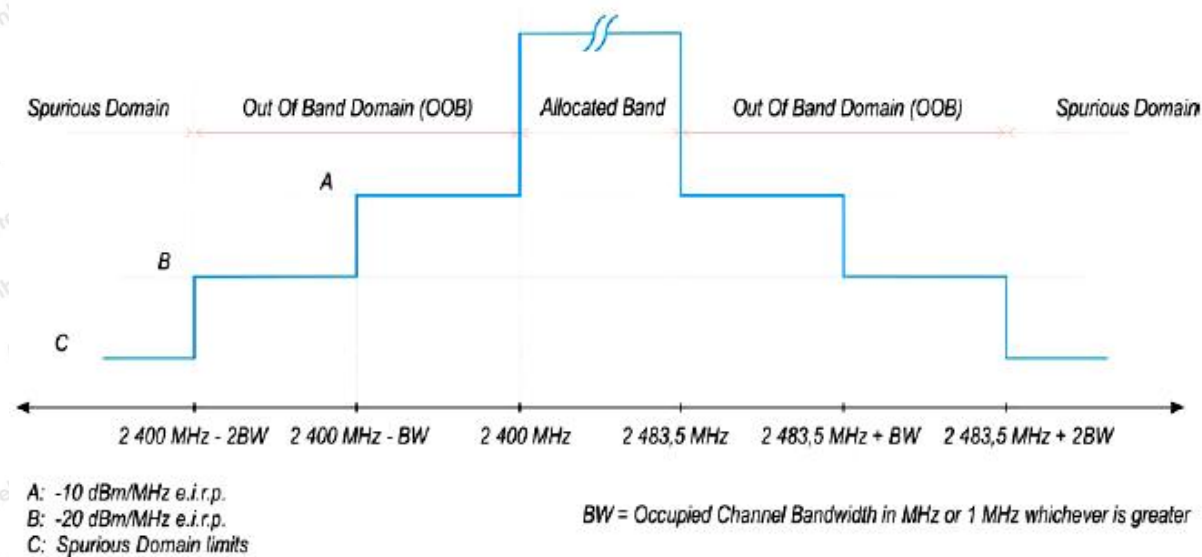 Spurious Domain Out Of Band Domain (OOB) Allocated Band Out Of Band Domain (OOB) Spurious Domain
A
B
C
2 400 MHz - 2BW 2 400 MHz - BW 2 400 MHz 2 483,5 MHz 2 483,5 MHz + BW 2 483,5 MHz + 2BW
A: -10 dBm/MHz e.i.r.p.
B: -20 dBm/MHz e.i.r.p.
C: Spurious Domain limits
BW = Occupied Channel Bandwidth in MHz or 1 MHz whichever is greater